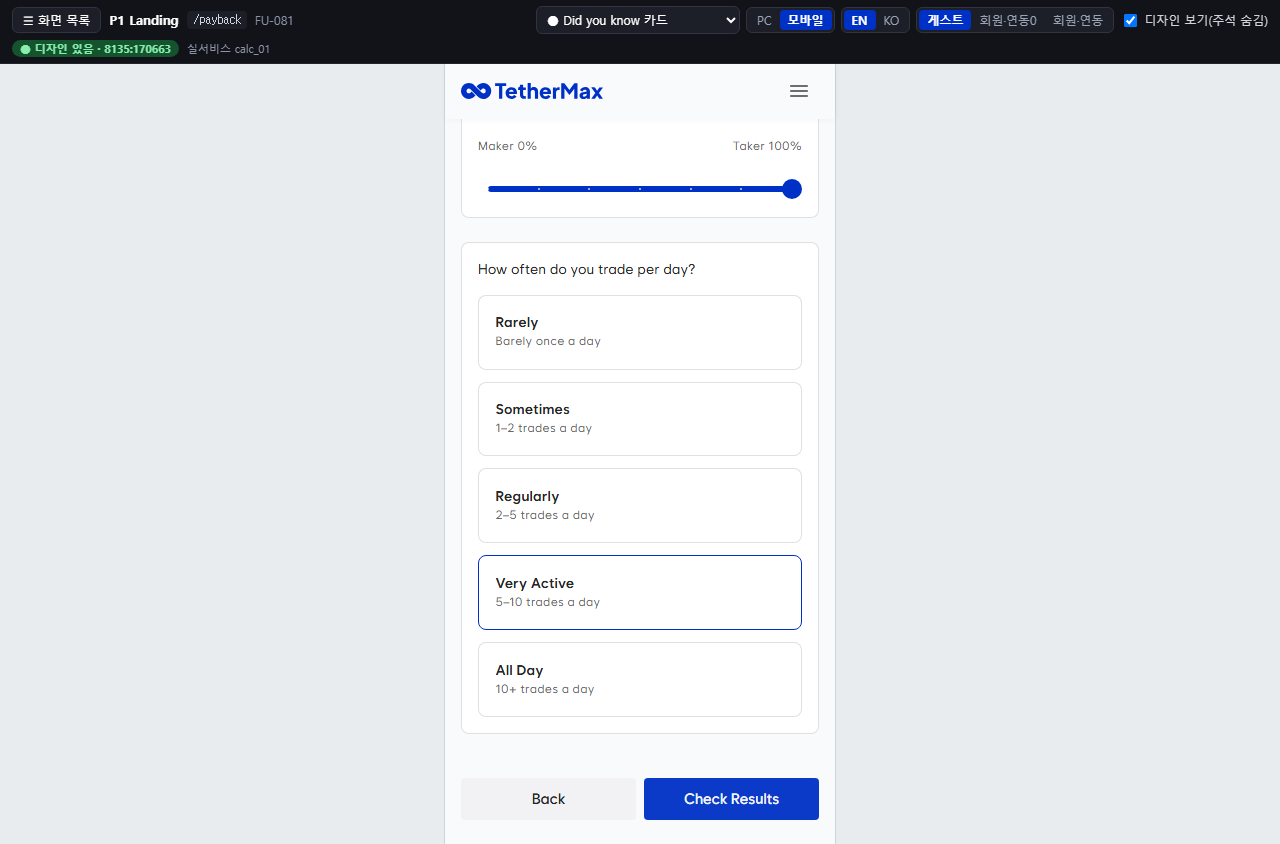 ☰ 화면 목록 P1 Landing /payback FU-081
● Did you know 카드 PC 모바일 EN KO 게스트 회원·연동0 회원·연동 디자인 보기(주석 숨김)
● 디자인 있음 · 8135:170663 실서비스 calc_01
TetherMax
Maker 0% Taker 100%
How often do you trade per day?
Rarely
Barely once a day
Sometimes
1–2 trades a day
Regularly
2–5 trades a day
Very Active
5–10 trades a day
All Day
10+ trades a day
Back Check Results